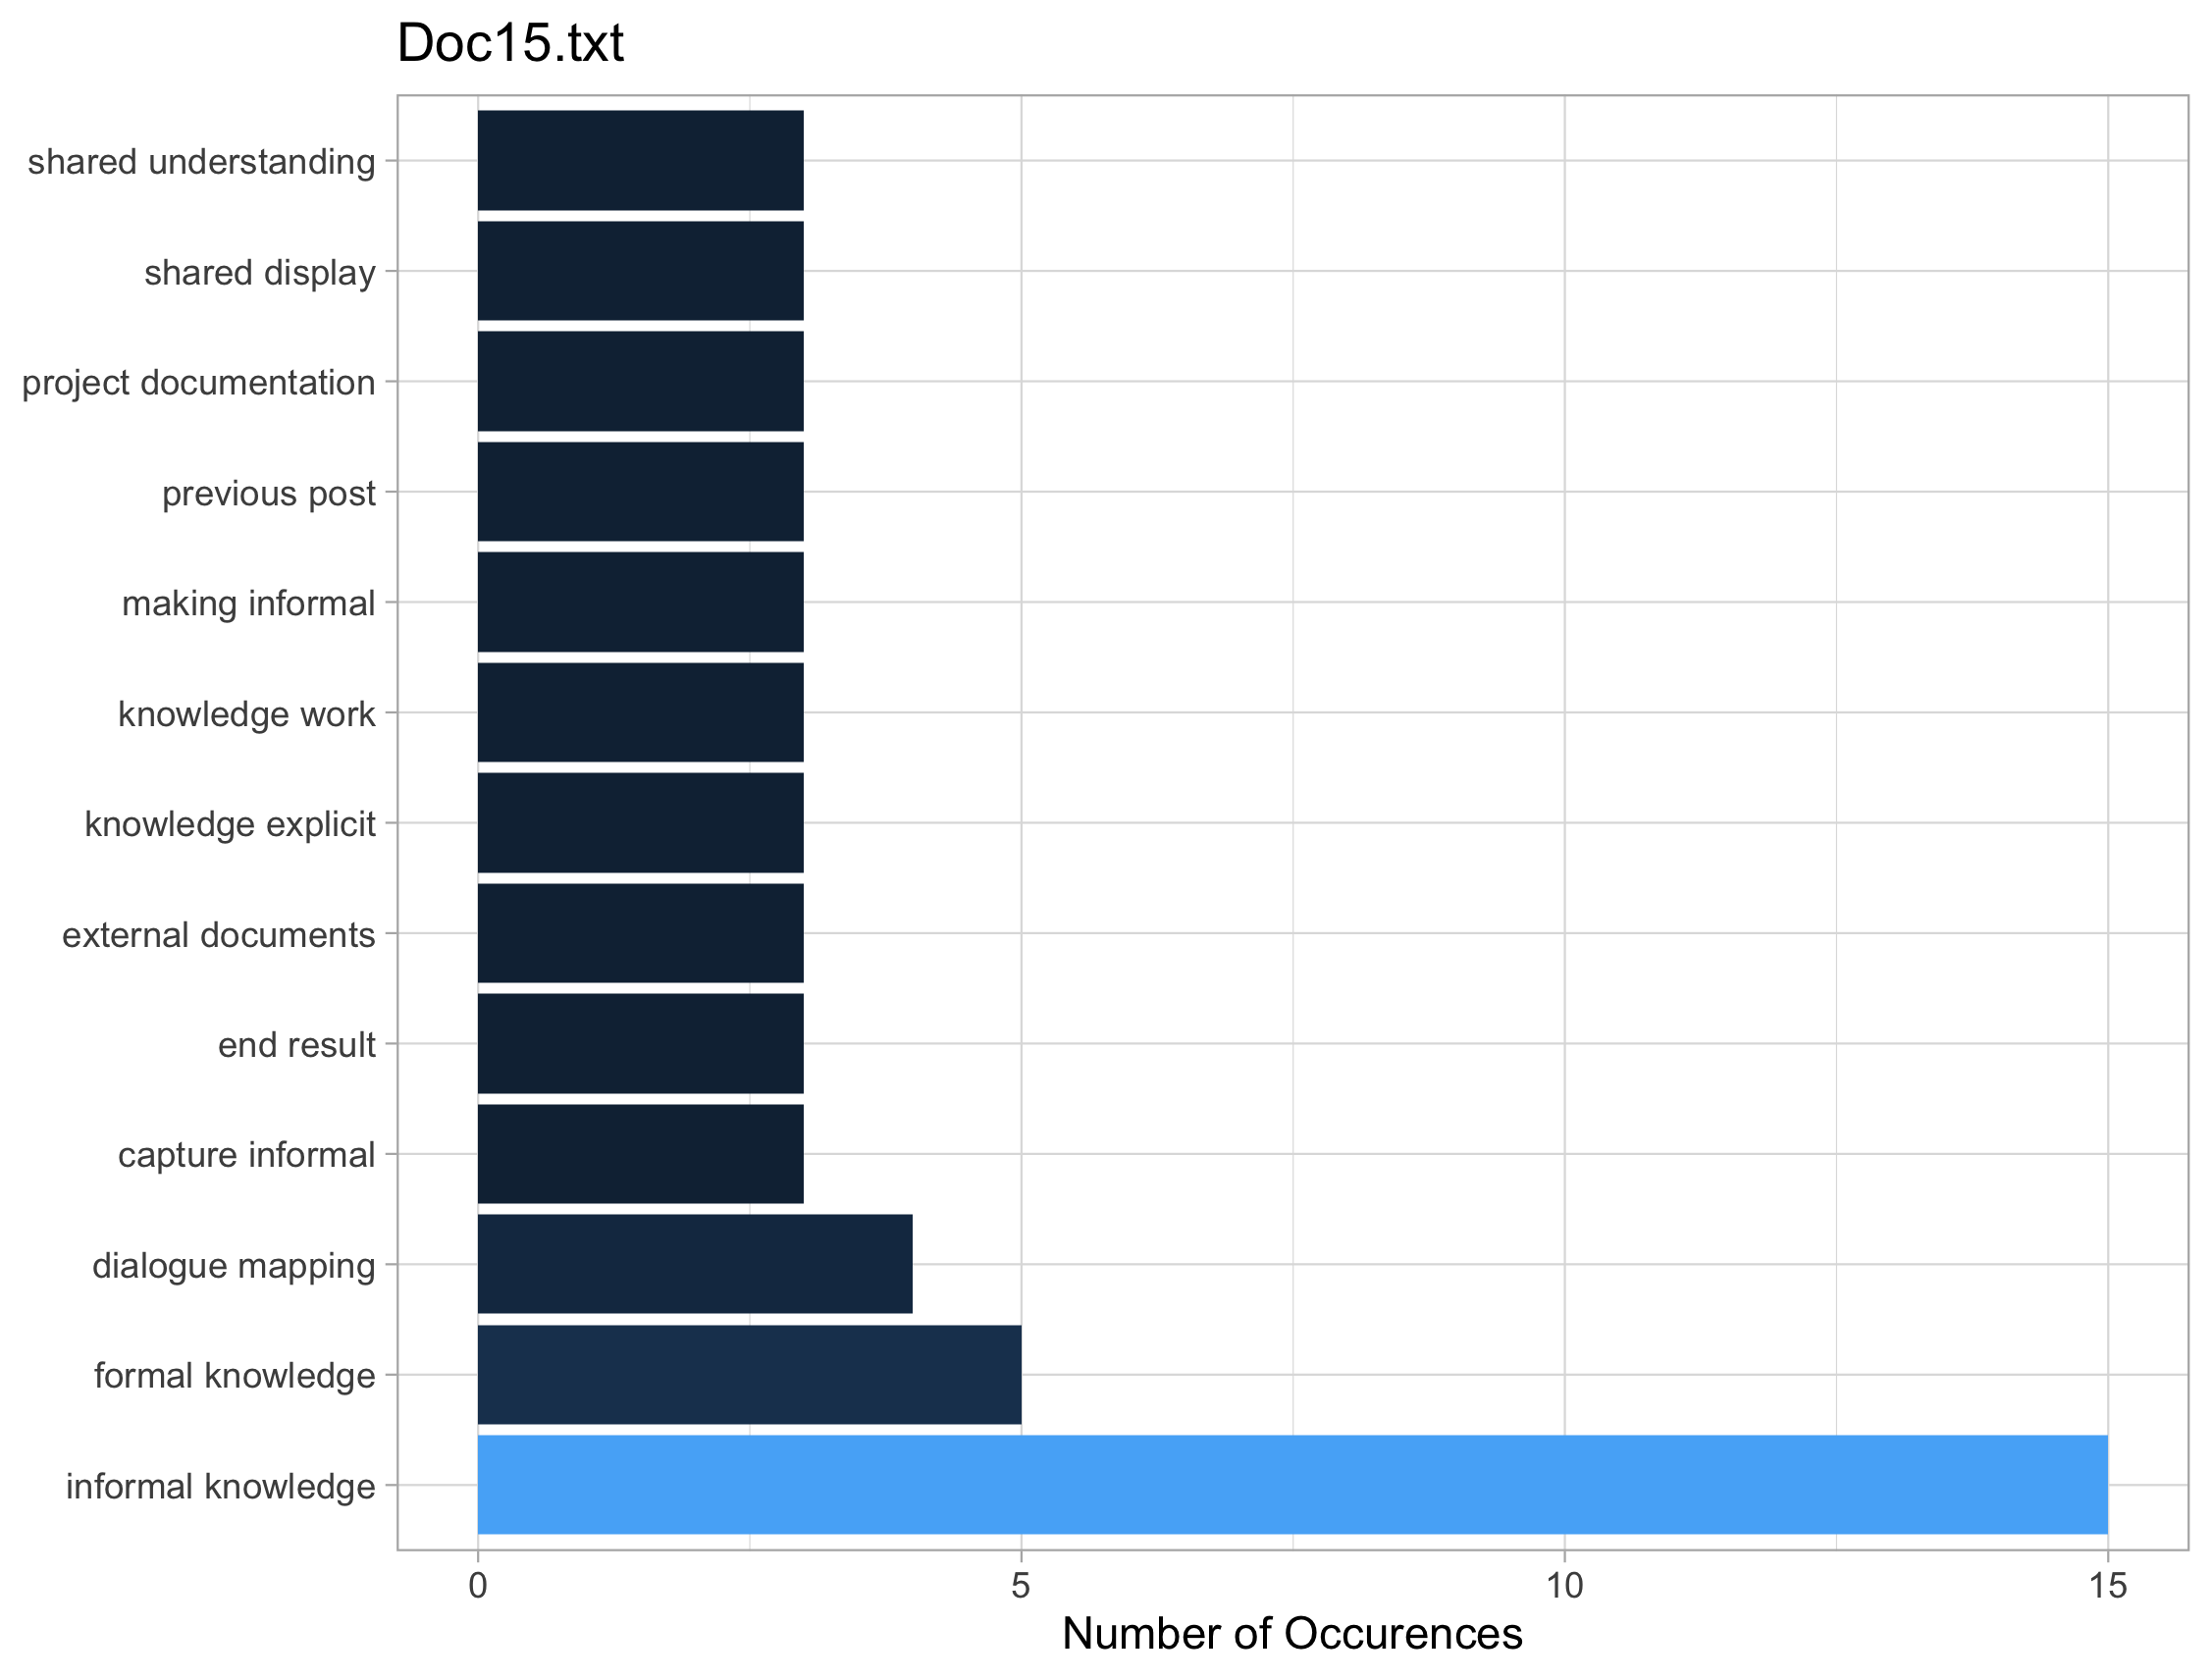 Doc15.txt
shared understanding
shared display
project documentation
previous post
making informal
knowledge work
knowledge explicit
external documents
end result
capture informal
dialogue mapping
formal knowledge
informal knowledge
0 5 10 15
Number of Occurences